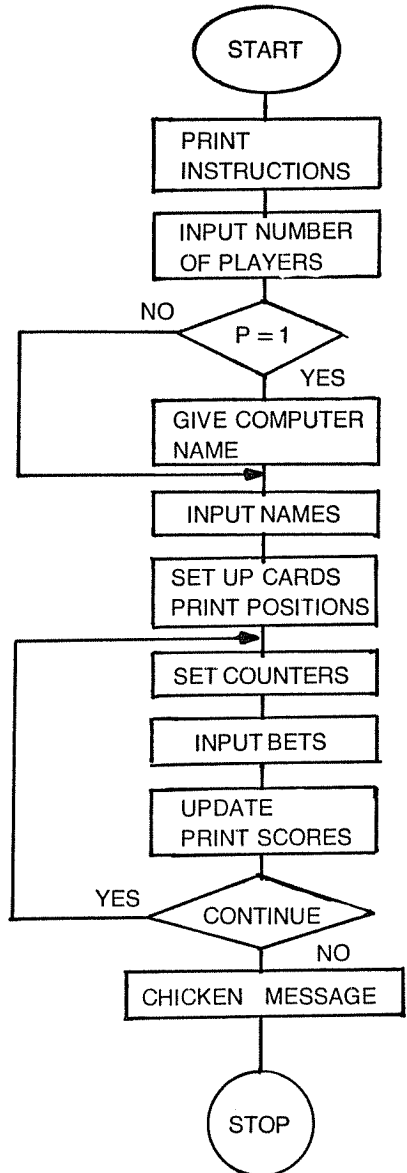 START
PRINT
INSTRUCTIONS
INPUT NUMBER
OF PLAYERS
NO
P = 1
YES
GIVE COMPUTER
NAME
INPUT NAMES
SET UP CARDS
PRINT POSITIONS
SET COUNTERS
INPUT BETS
UPDATE
PRINT SCORES
YES
CONTINUE
NO
CHICKEN MESSAGE
STOP